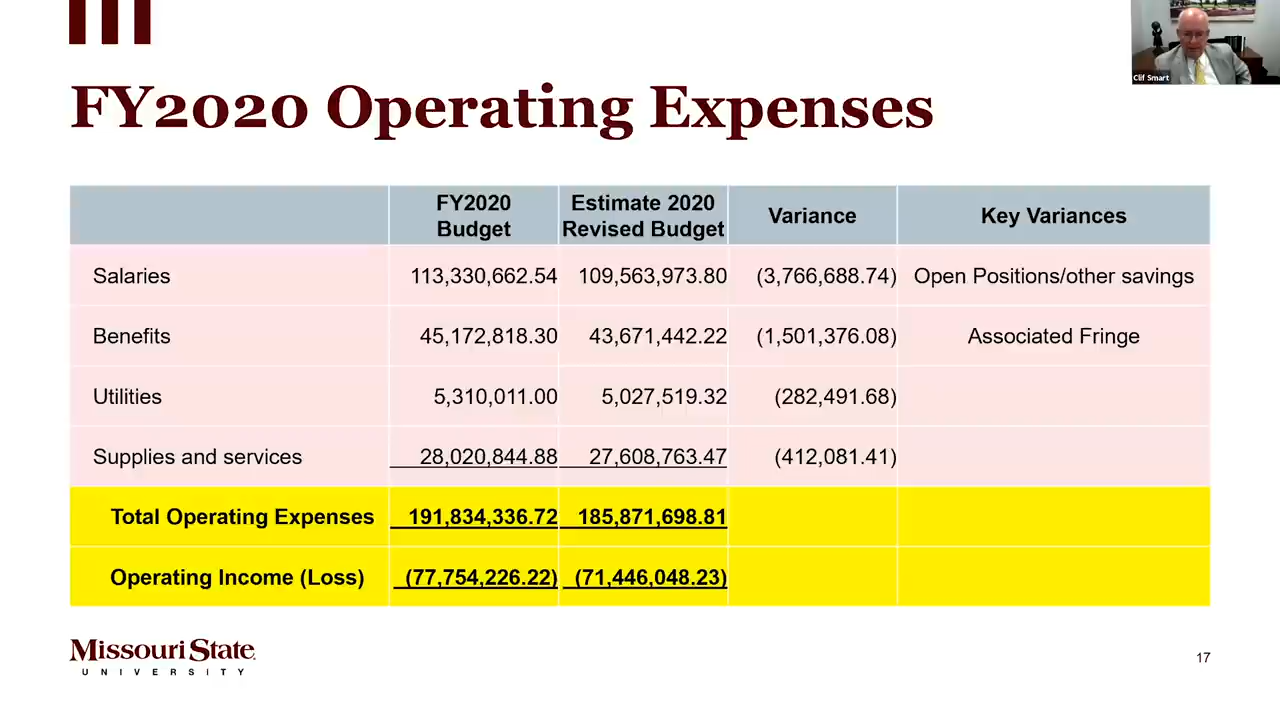 Clif Smart
FY2020 Operating Expenses
FY2020 Budget Estimate 2020 Revised Budget Variance Key Variances
Salaries 113,330,662.54 109,563,973.80 (3,766,688.74) Open Positions/other savings
Benefits 45,172,818.30 43,671,442.22 (1,501,376.08) Associated Fringe
Utilities 5,310,011.00 5,027,519.32 (282,491.68)
Supplies and services 28,020,844.88 27,608,763.47 (412,081.41)
Total Operating Expenses 191,834,336.72 185,871,698.81
Operating Income (Loss) (77,754,226.22) (71,446,048.23)
Missouri State
UNIVERSITY
17